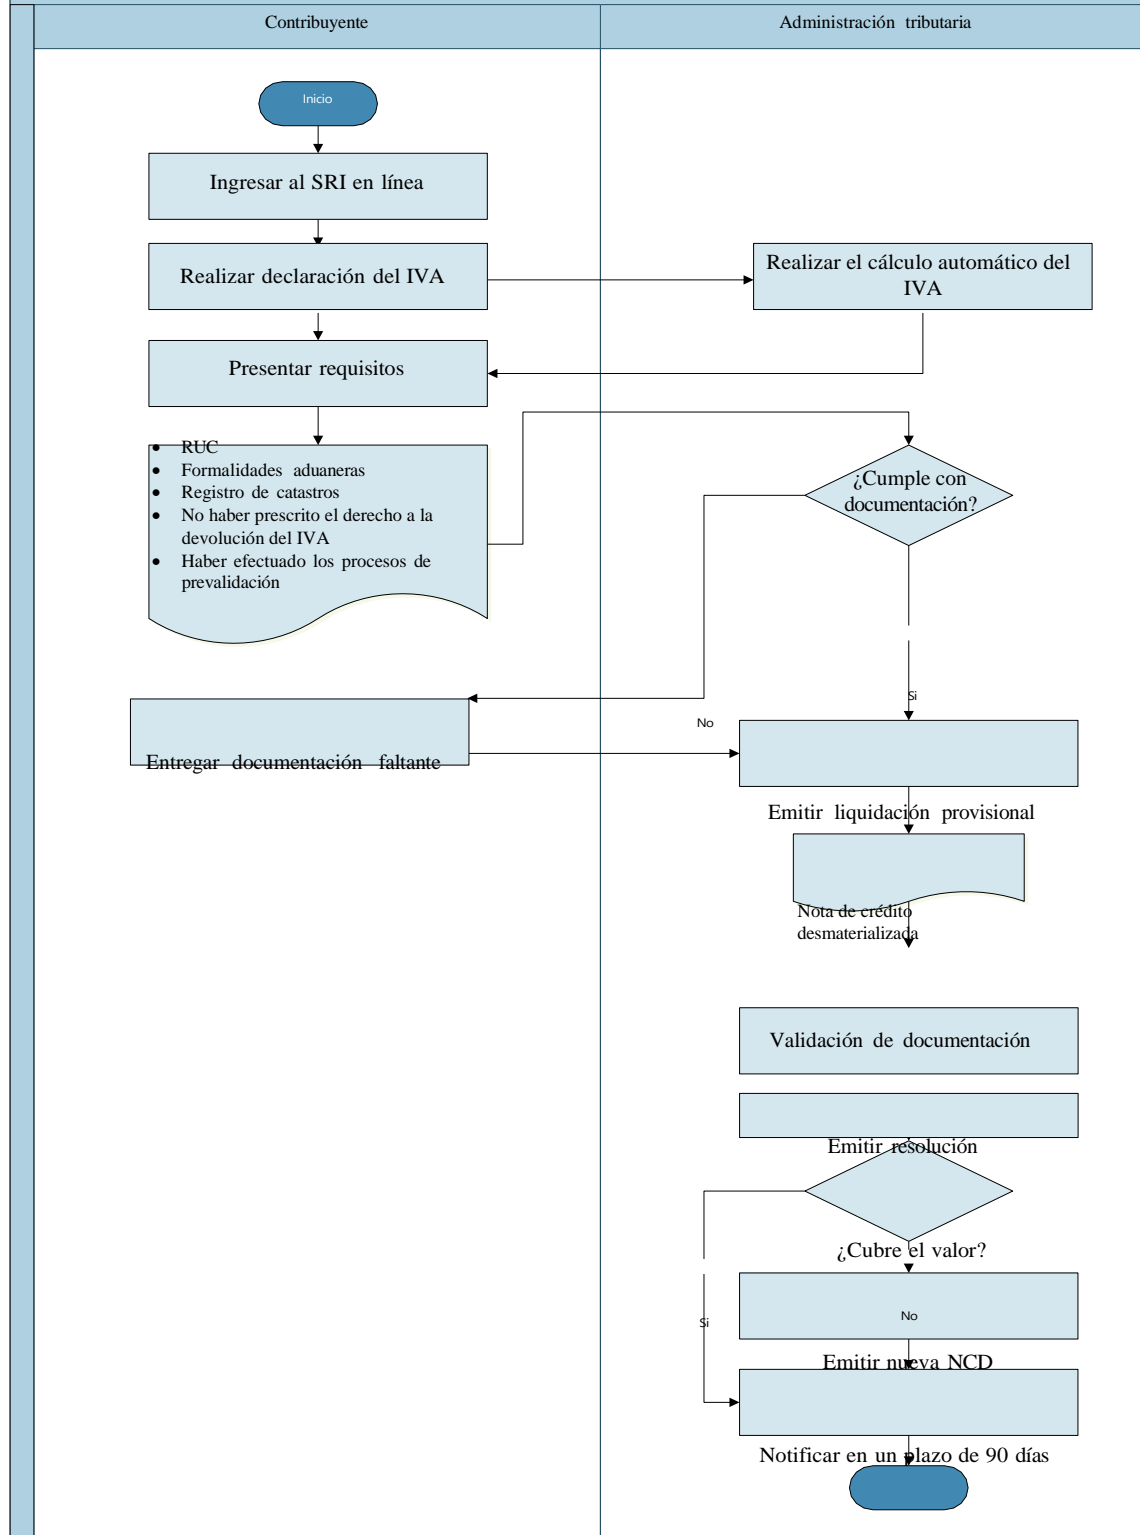 Contribuyente
Administración tributaria
Inicio
Ingresar al SRI en línea
Realizar declaración del IVA
Realizar el cálculo automático del
IVA
Presentar requisitos
• RUC
• Formalidades aduaneras
• Registro de catastros
• No haber prescrito el derecho a la
devolución del IVA
• Haber efectuado los procesos de
prevalidación
¿Cumple con
documentación?
Si
No
Entregar documentación faltante
Emitir liquidación provisional
Nota de crédito
desmaterializada
Validación de documentación
Emitir resolución
¿Cubre el valor?
No
Si
Emitir nueva NCD
Notificar en un plazo de 90 días